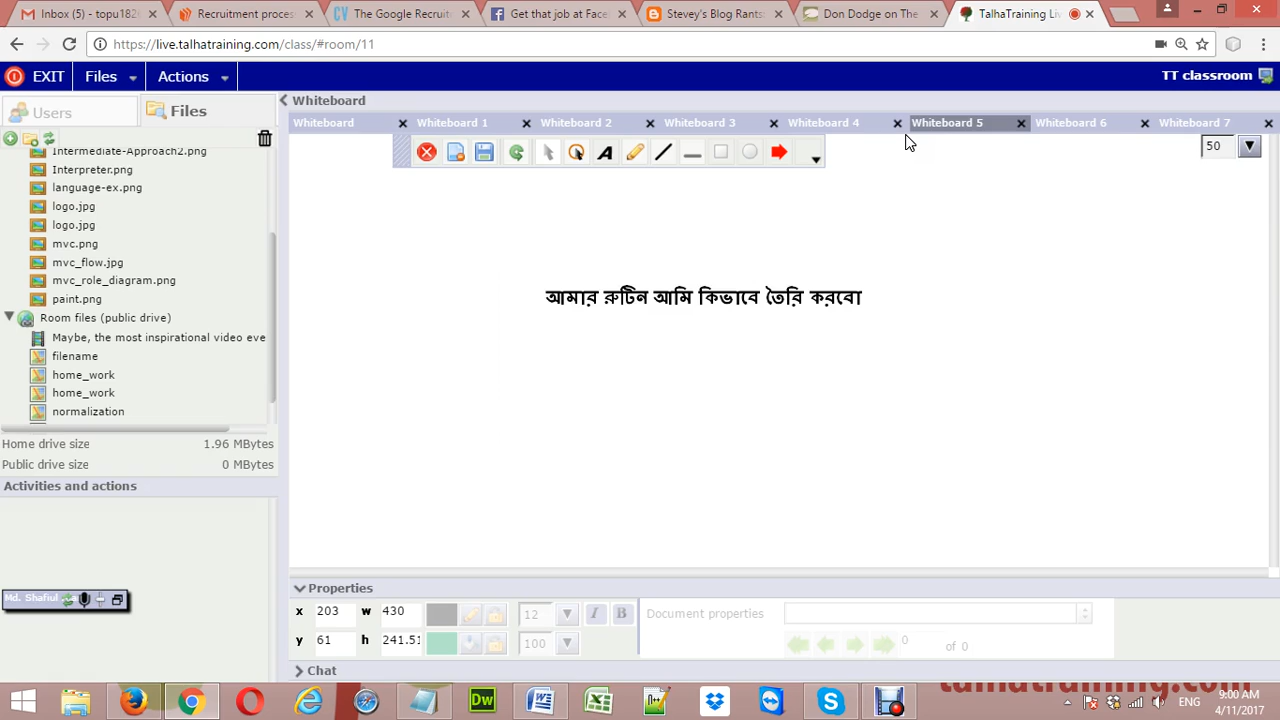 Inbox (5) - topu182
Recruitment proces
The Google Recruit
Get that job at Face
Stevey's Blog Rants
Don Dodge on The
TalhaTraining Li
https://live.talhatraining.com/class/#room/11
EXIT Files Actions TT classroom
Users Files
Whiteboard
Whiteboard Whiteboard 1 Whiteboard 2 Whiteboard 3 Whiteboard 4 Whiteboard 5 Whiteboard 6 Whiteboard 7
50
Intermediate-Approach2.png
Interpreter.png
language-ex.png
logo.jpg
logo.jpg
mvc.png
mvc_flow.jpg
mvc_role_diagram.png
paint.png
Room files (public drive)
Maybe, the most inspirational video eve
filename
home_work
home_work
normalization
Home drive size 1.96 MBytes
Public drive size 0 MBytes
Activities and actions
Md. Shafiul
আমার রুটিন আমি কিভাবে তৈরি করবো
Properties
x 203 w 430 12 I B Document properties
y 61 h 241.51 100 0 of 0
Chat
ENG
9:00 AM
4/11/2017